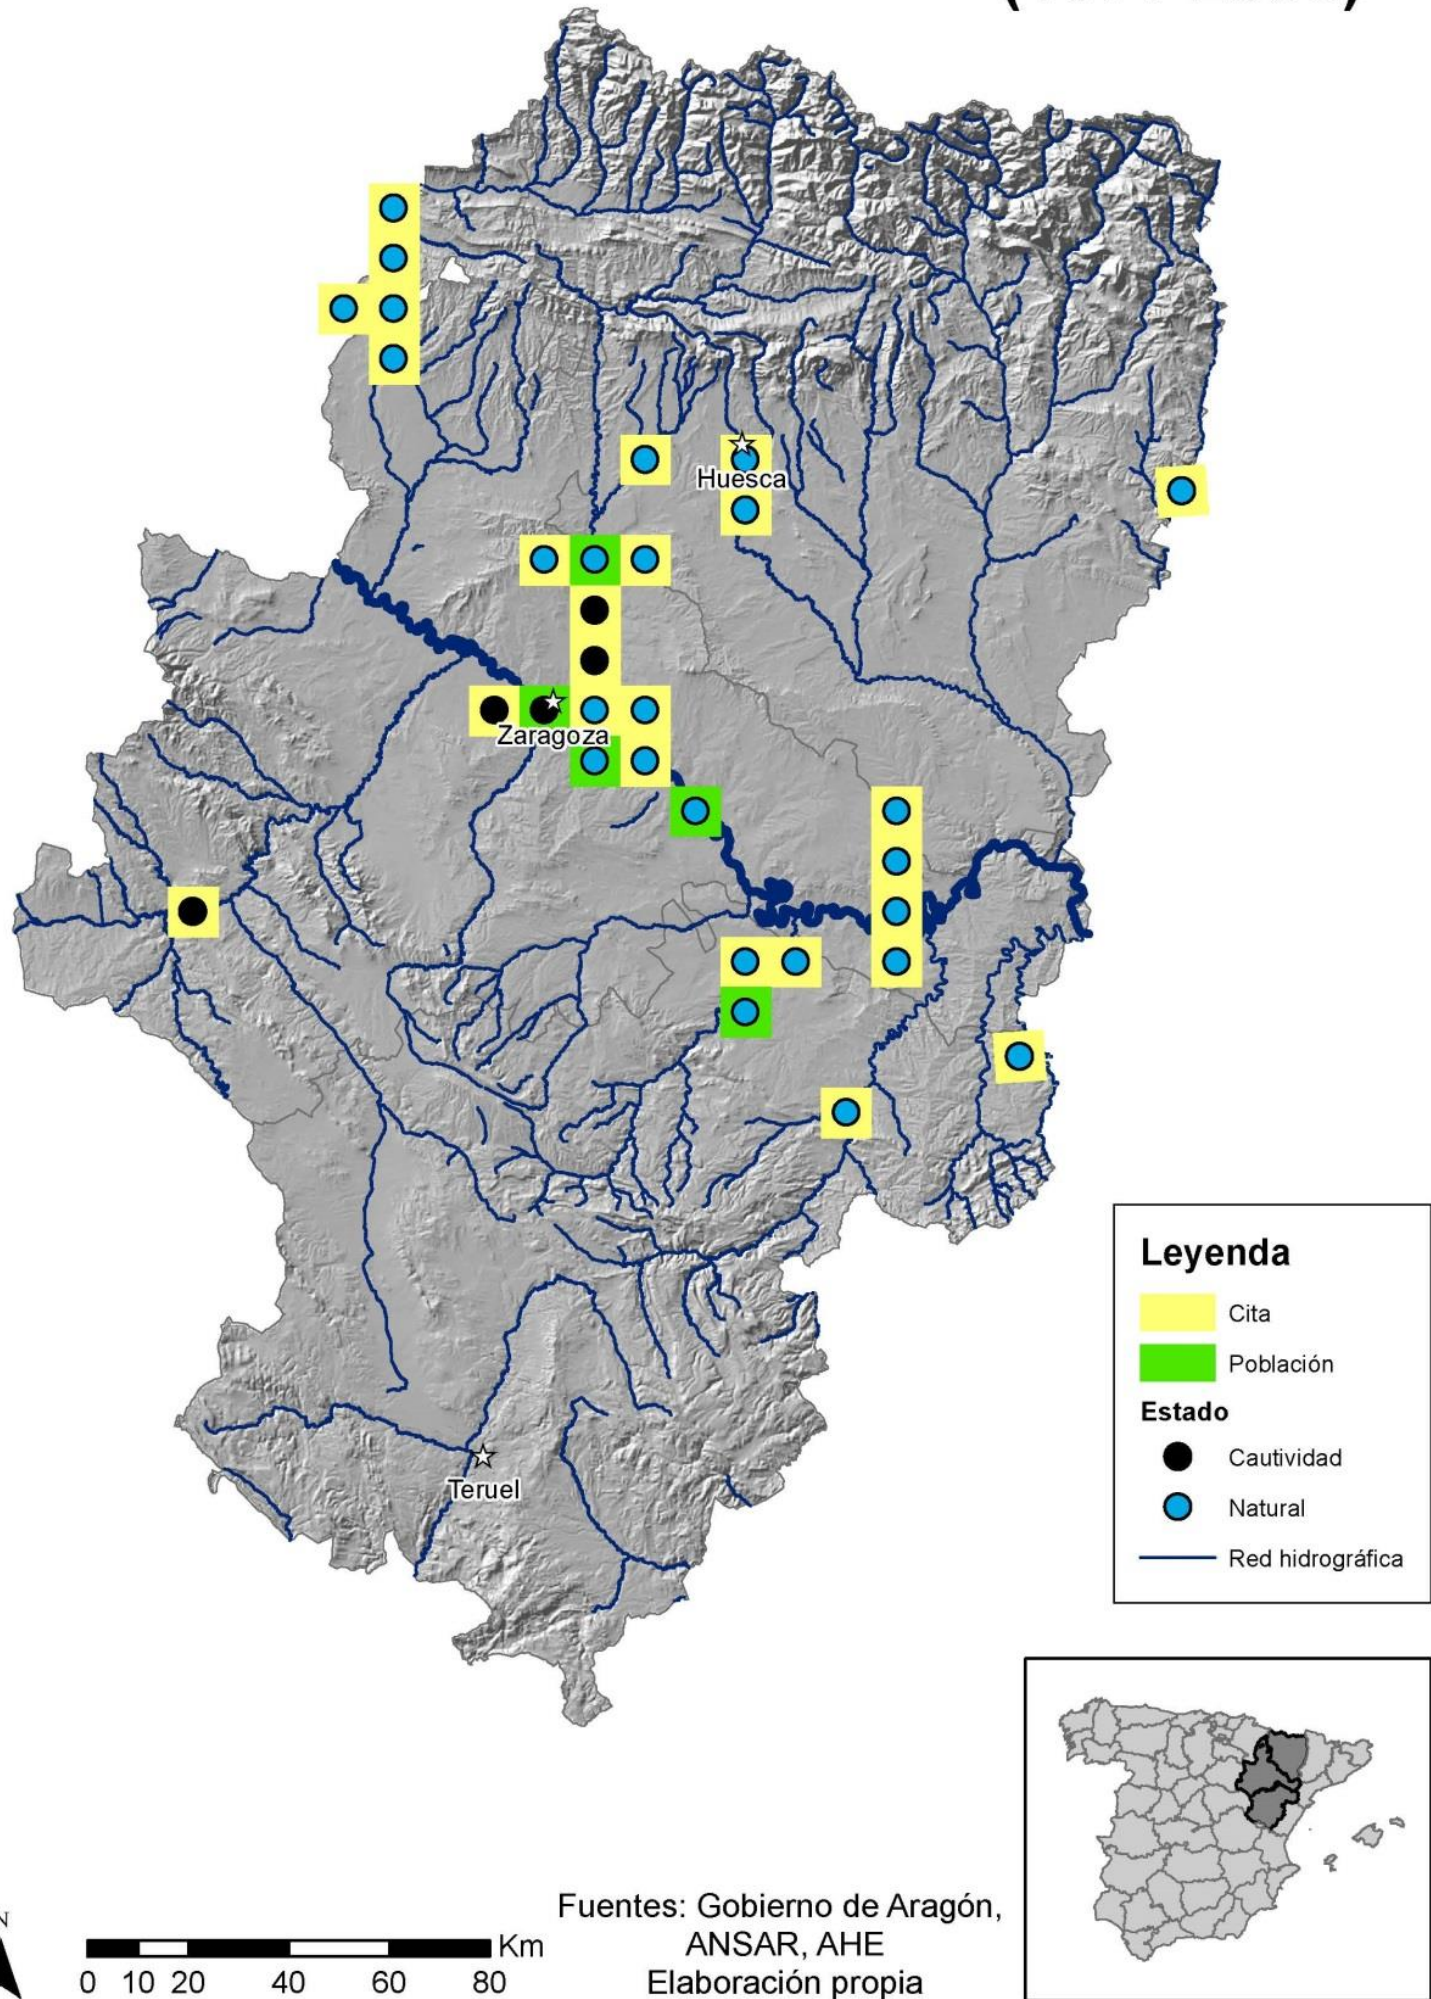 Huesca
Zaragoza
Teruel
Leyenda
Cita
Población
Estado
Cautividad
Natural
Red hidrográfica
N
Km
0 10 20 40 60 80
Fuentes: Gobierno de Aragón,
ANSAR, AHE
Elaboración propia